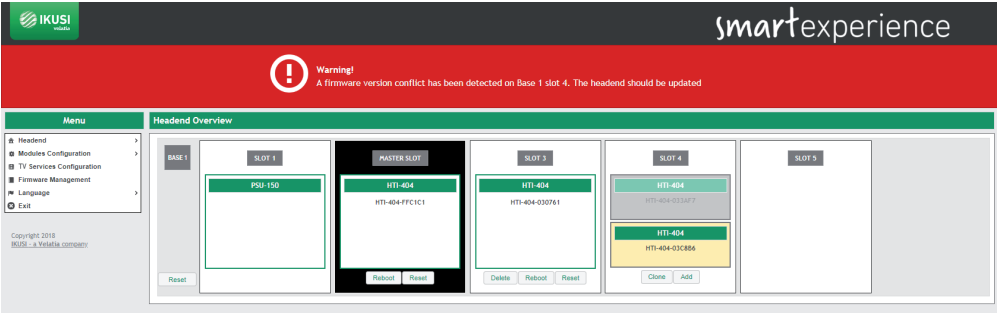 IKUSI
velatia
smartexperience
Warning!
A firmware version conflict has been detected on Base 1 slot 4. The headend should be updated
Menu
Headend
Modules Configuration
TV Services Configuration
Firmware Management
Language
Exit
Copyright 2018
IKUSI - a Velatia company
Headend Overview
BASE 1
Reset
SLOT 1
PSU-150
MASTER SLOT
HTI-404
HTI-404-FFC1C1
Reboot Reset
SLOT 3
HTI-404
HTI-404-030761
Delete Reboot Reset
SLOT 4
HTI-404
HTI-404
HTI-404-03C8B6
Clone Add
SLOT 5